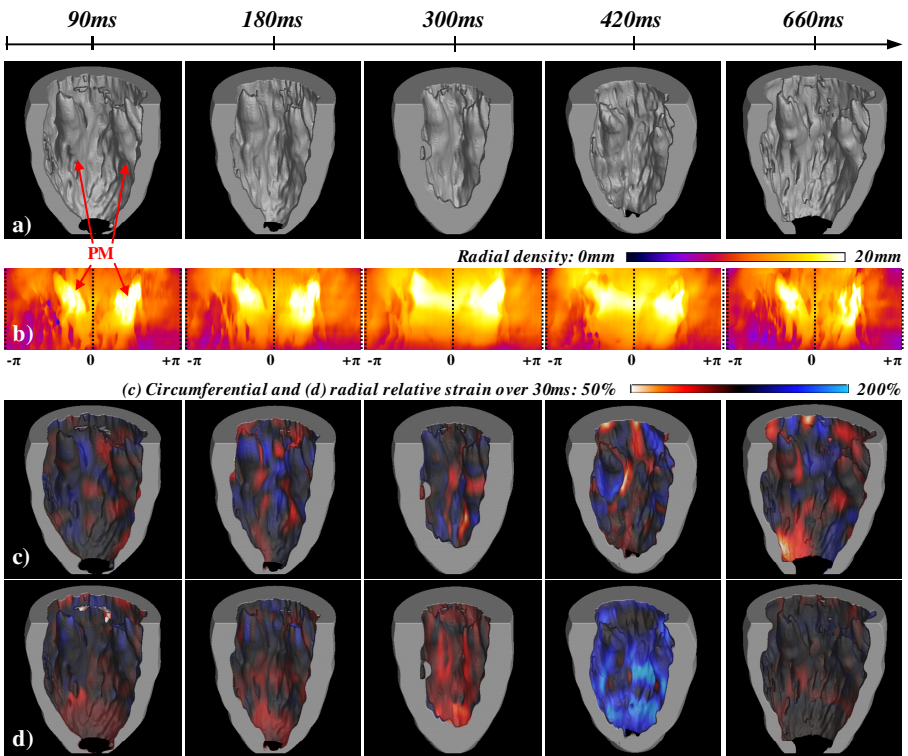 90ms 180ms 300ms 420ms 660ms
a)
PM
Radial density: 0mm 20mm
b)
-π 0 +π -π 0 +π -π 0 +π -π 0 +π -π 0 +π
(c) Circumferential and (d) radial relative strain over 30ms: 50% 200%
c)
d)